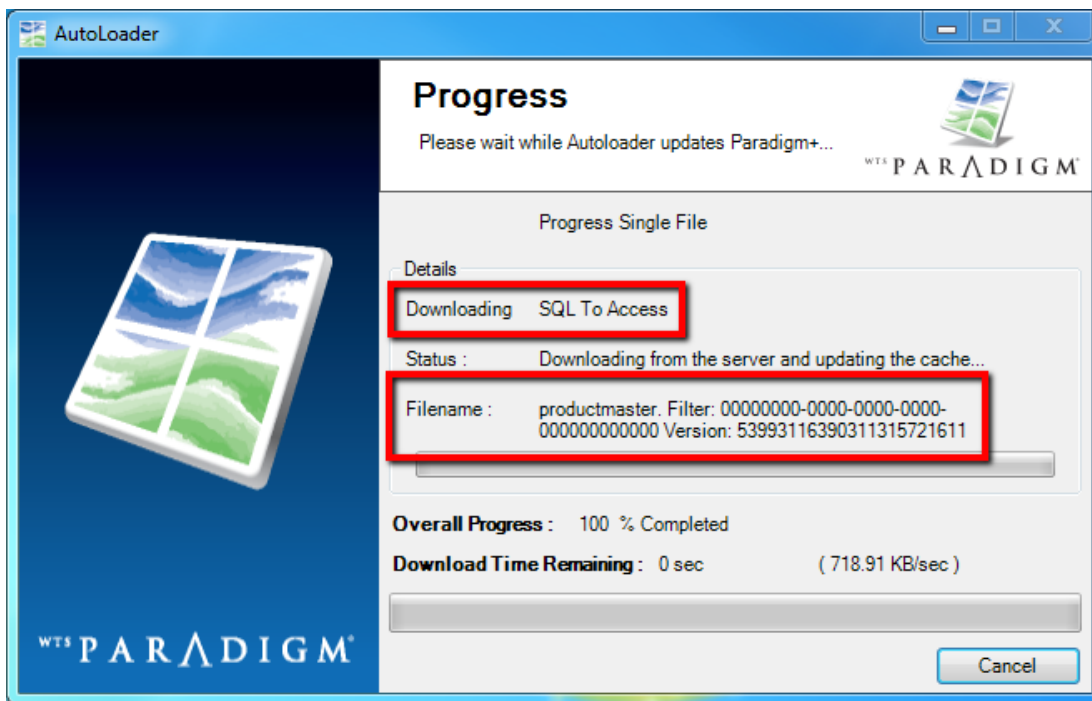 AutoLoader
Progress
Please wait while Autoloader updates Paradigm+...
WTS PARADIGM
Progress Single File
Details
Downloading SQL To Access
Status : Downloading from the server and updating the cache...
Filename : productmaster. Filter: 00000000-0000-0000-0000-
000000000000 Version: 53993116390311315721611
Overall Progress : 100 % Completed
Download Time Remaining : 0 sec ( 718.91 KB/sec )
WTS PARADIGM
Cancel